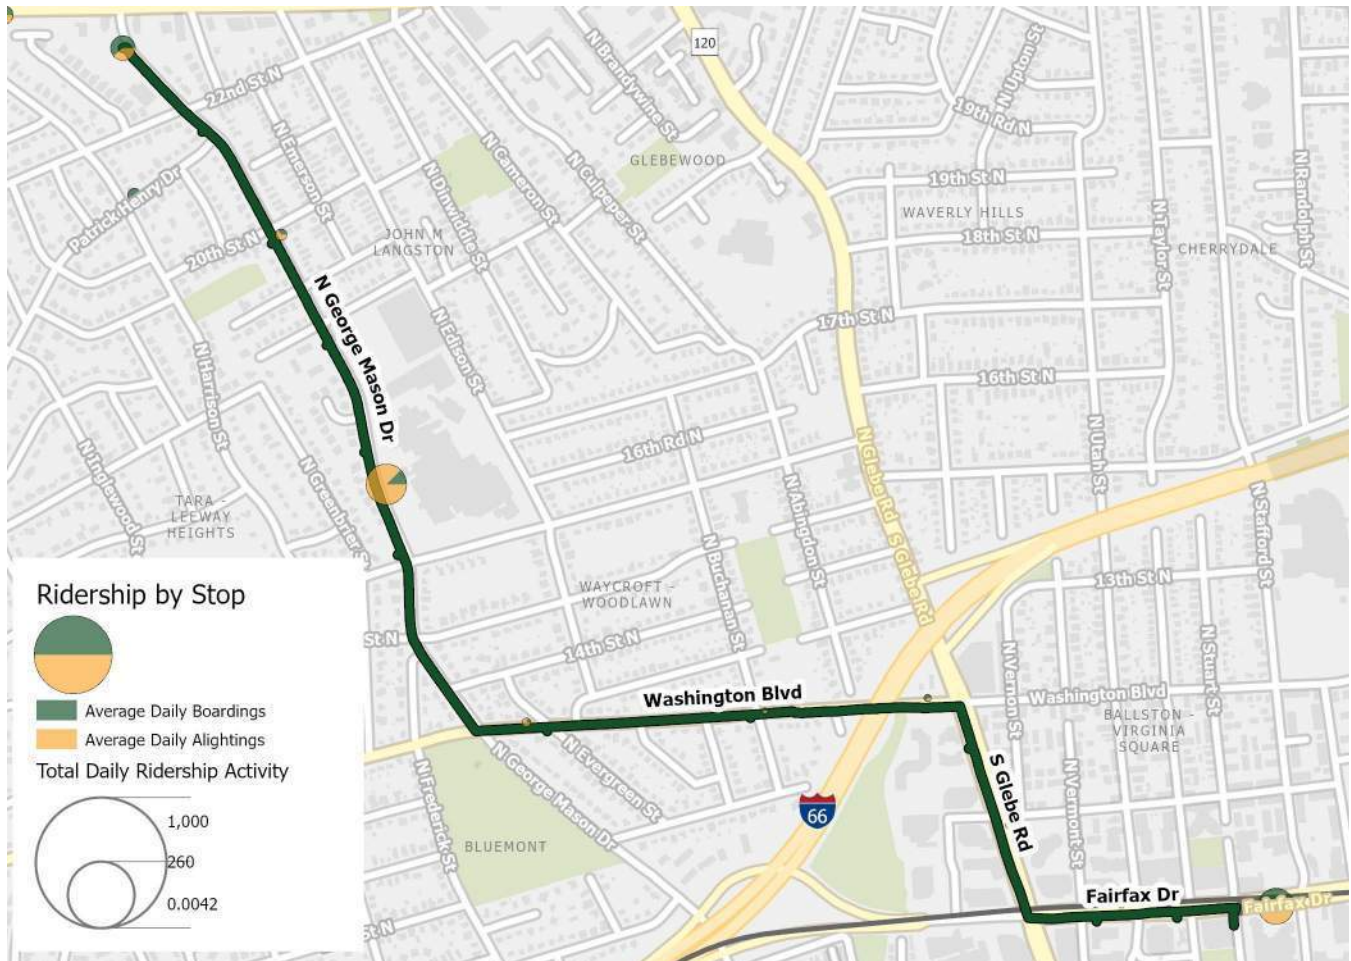 120
N Brandywine St
N Upton St
19th Rd N
22nd St N
N Emerson St
N Dinwiddie St
N Cameron St
N Culpeper St
GLEBEWOOD
19th St N
N Randolph St
Patrick Henry Dr
20th St N
JOHN M
LANGSTON
WAVERLY HILLS
18th St N
N Taylor St
CHERRYDALE
N George Mason Dr
N Edison St
17th St N
N Harrison St
16th St N
N Inglewood St
N Greenbrier S
16th Rd N
N Glebe Rd
S Glebe Rd
N Utah St
TARA -
LEEWAY
HEIGHTS
N Abingdon St
N Stafford St
N Buchanan St
WAYCROFT -
WOODLAWN
13th St N
St N
14th St N
N Vernon St
N Stuart St
Washington Blvd
Washington Blvd
BALLSTON -
VIRGINIA
SQUARE
N Frederick St
N George Mason Dr
N Evergreen St
S Glebe Rd
N Vermont St
66
BLUEMONT
Fairfax Dr
Fairfax Dr
St N
Ridership by Stop
Average Daily Boardings
Average Daily Alightings
Total Daily Ridership Activity
1,000
260
0.0042